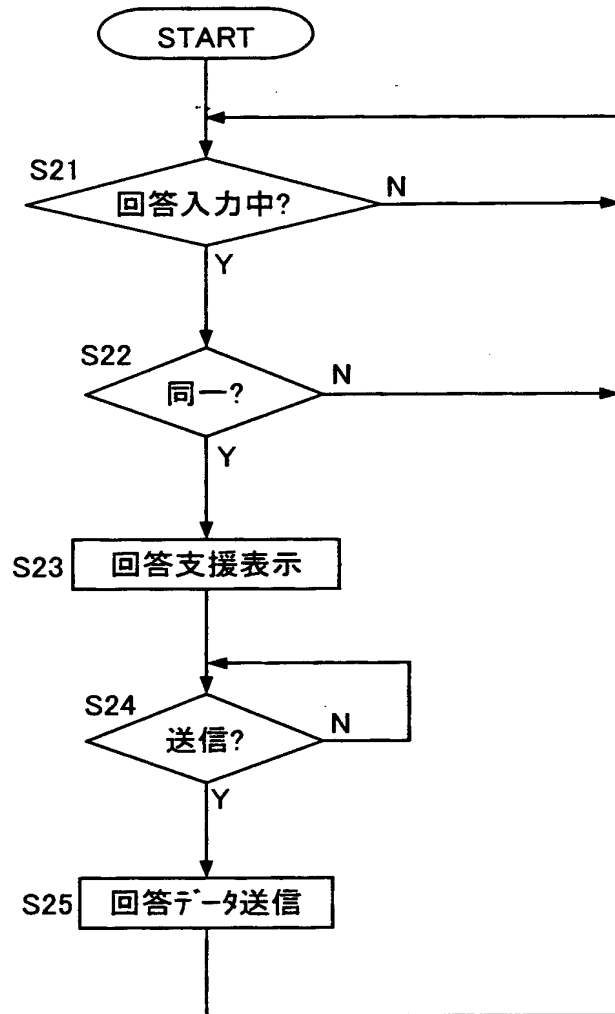 START
S21
回答入力中?
N
Y
S22
同一?
N
Y
S23
回答支援表示
S24
送信?
N
Y
S25
回答データ送信